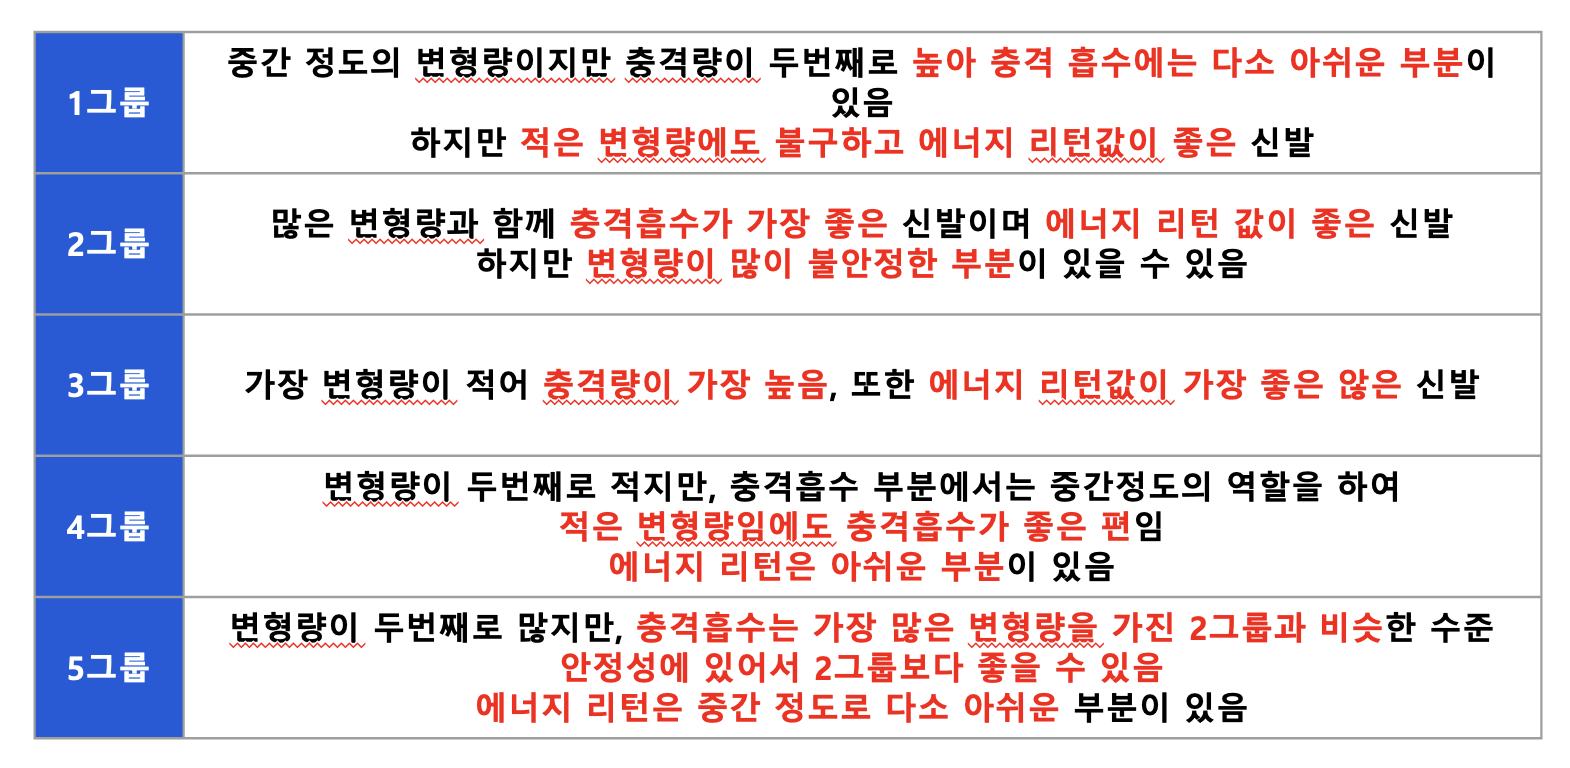 1그룹
중간 정도의 변형량이지만 충격량이 두번째로 높아 충격 흡수에는 다소 아쉬운 부분이
있음
하지만 적은 변형량에도 불구하고 에너지 리턴값이 좋은 신발
2그룹
많은 변형량과 함께 충격흡수가 가장 좋은 신발이며 에너지 리턴 값이 좋은 신발
하지만 변형량이 많이 불안정한 부분이 있을 수 있음
3그룹
가장 변형량이 적어 충격량이 가장 높음, 또한 에너지 리턴값이 가장 좋은 않은 신발
4그룹
변형량이 두번째로 적지만, 충격흡수 부분에서는 중간정도의 역할을 하여
적은 변형량임에도 충격흡수가 좋은 편임
에너지 리턴은 아쉬운 부분이 있음
5그룹
변형량이 두번째로 많지만, 충격흡수는 가장 많은 변형량을 가진 2그룹과 비슷한 수준
안정성에 있어서 2그룹보다 좋을 수 있음
에너지 리턴은 중간 정도로 다소 아쉬운 부분이 있음